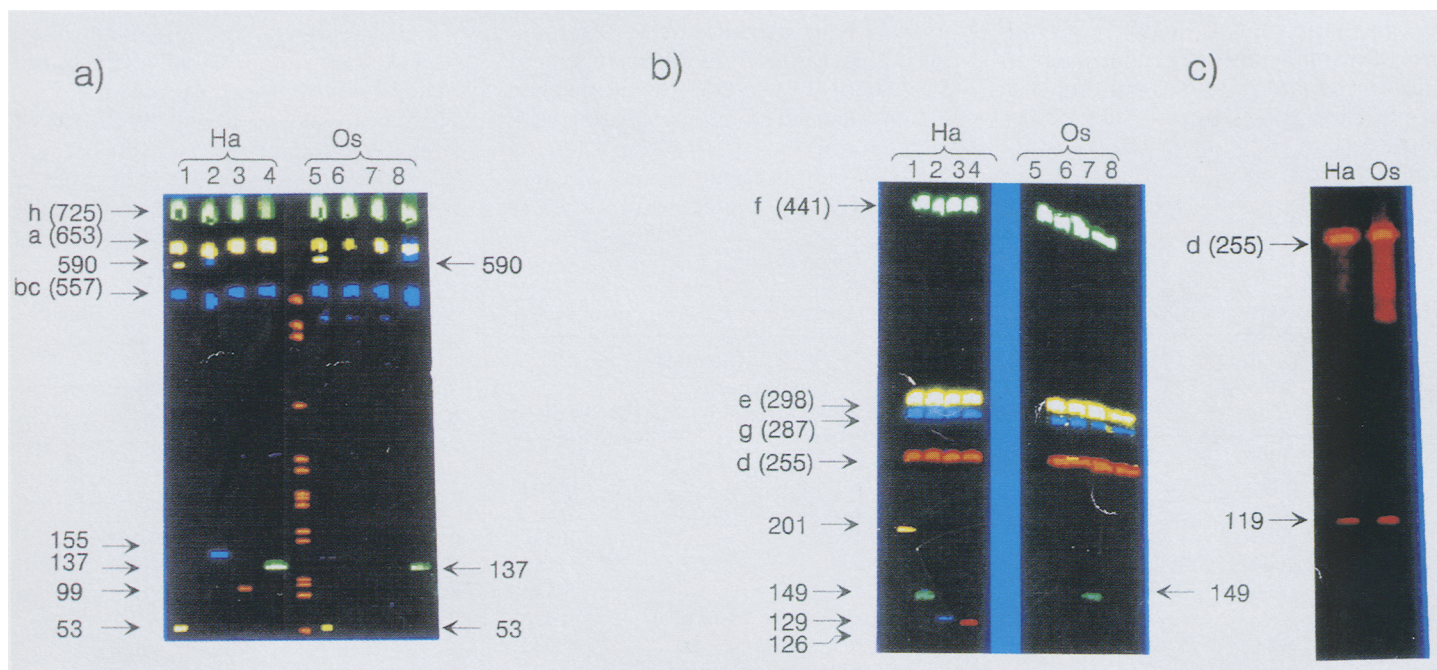 a)
Ha Os
1 2 3 4 5 6 7 8
h (725)
a (653)
590 590
bc (557)
155
137 137
99
53 53
b)
Ha Os
1 2 3 4 5 6 7 8
f (441)
e (298)
g (287)
d (255)
201
149 149
129
126
c)
Ha Os
d (255)
119